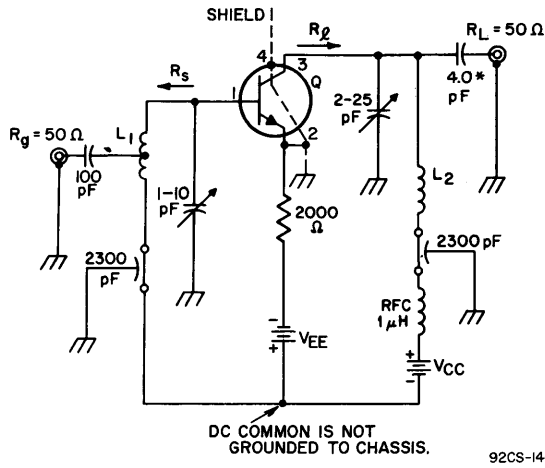 SHIELD
4
3
Rℓ
RL = 50 Ω
4.0*
pF
Rs
1
Q
2
2-25
pF
Rg = 50 Ω
L1
100
pF
1-10
pF
2000
Ω
L2
2300
pF
2300 pF
RFC
1 μH
-
+
VEE
+
-
VCC
DC COMMON IS NOT
GROUNDED TO CHASSIS.
92CS-14